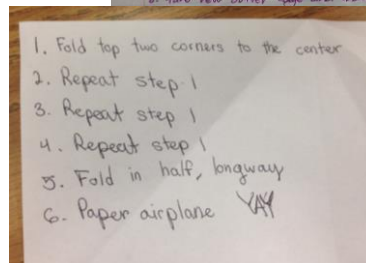 1. Fold top two corners to the center
2. Repeat step 1
3. Repeat step 1
4. Repeat step 1
5. Fold in half, longway
6. Paper airplane YAY